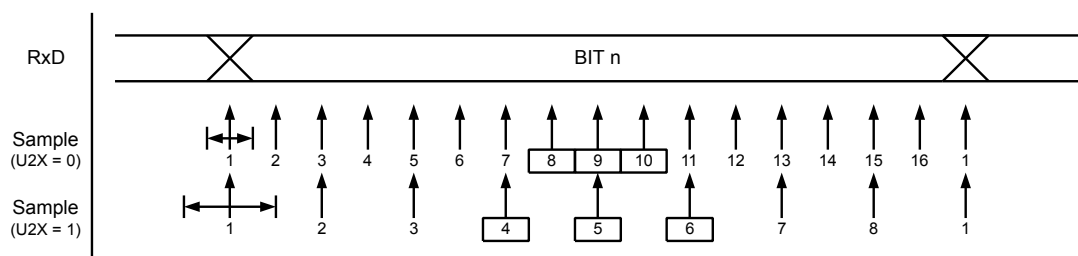 RxD BIT n
Sample
(U2X = 0)
1 2 3 4 5 6 7 8 9 10 11 12 13 14 15 16 1
Sample
(U2X = 1)
1 2 3 4 5 6 7 8 1